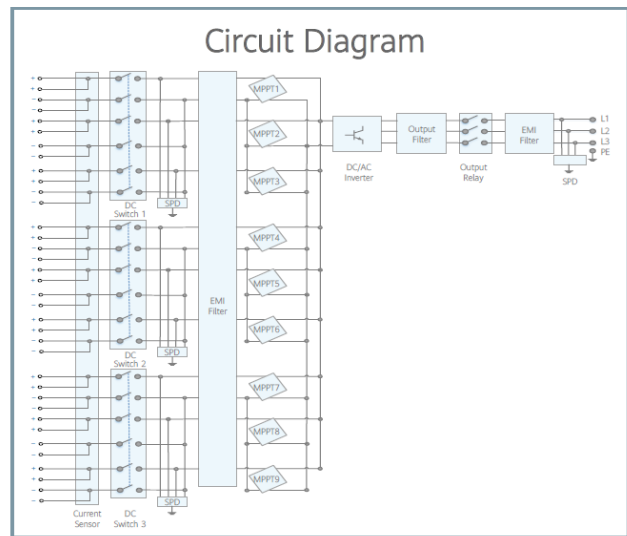 Circuit Diagram
+
+
-
-
+
+
-
-
+
+
-
-
SPD
DC
Switch 1
+
+
-
-
+
+
-
-
+
+
-
-
SPD
DC
Switch 2
+
+
-
-
+
+
-
-
+
+
-
-
SPD
Current
Sensor
DC
Switch 3
EMI
Filter
MPPT1
MPPT2
MPPT3
MPPT4
MPPT5
MPPT6
MPPT7
MPPT8
MPPT9
DC/AC
Inverter
Output
Filter
Output
Relay
EMI
Filter
L1
L2
L3
PE
SPD